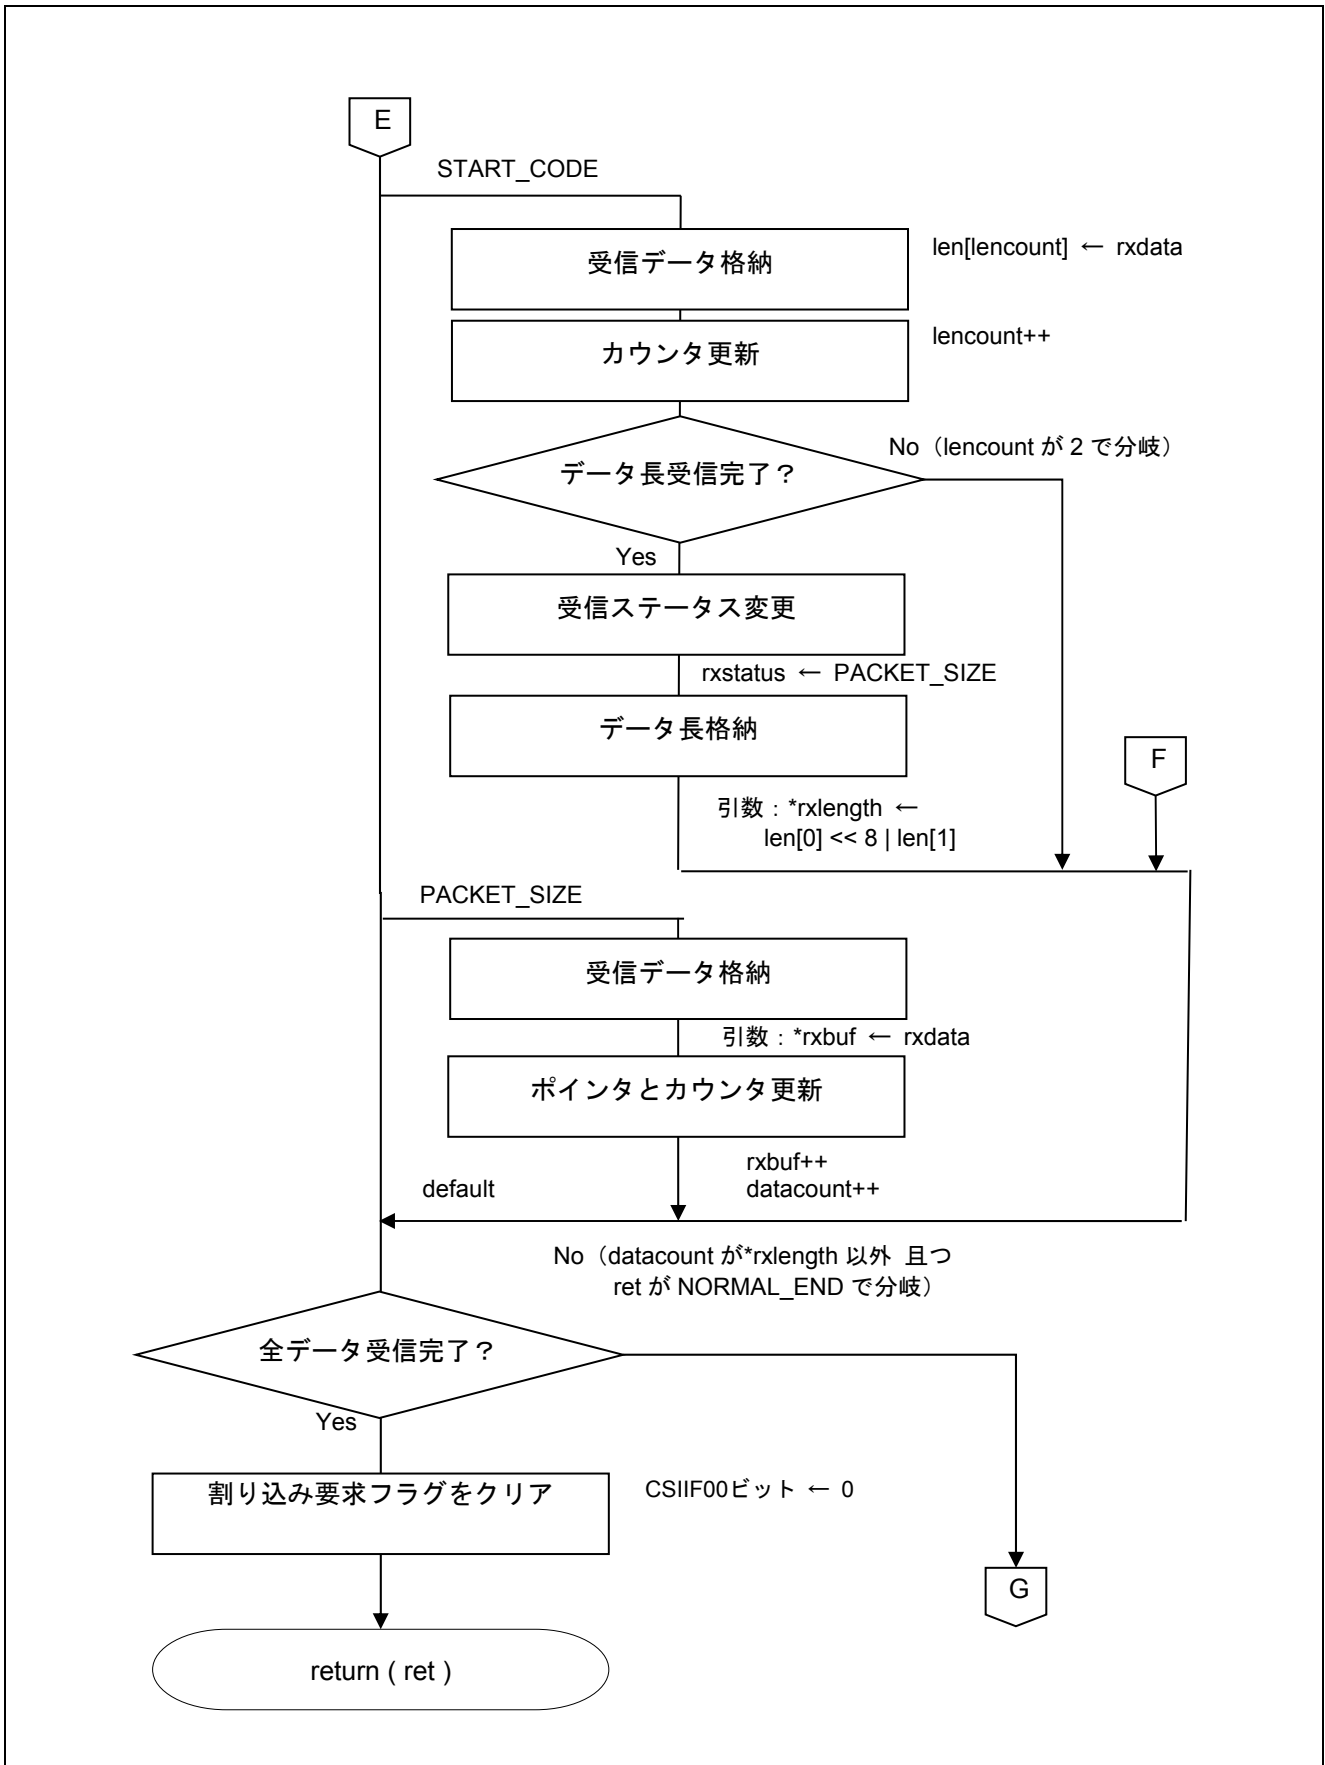 E
START_CODE
受信データ格納
len[lencount] ← rxdata
カウンタ更新
lencount++
No（lencount が 2 で分岐）
データ長受信完了？
Yes
受信ステータス変更
rxstatus ← PACKET_SIZE
データ長格納
F
引数：*rxlength ←
len[0] << 8 | len[1]
PACKET_SIZE
受信データ格納
引数：*rxbuf ← rxdata
ポインタとカウンタ更新
rxbuf++
default
datacount++
No（datacount が*rxlength 以外 且つ
ret が NORMAL_END で分岐）
全データ受信完了？
Yes
割り込み要求フラグをクリア
CSIIF00ビット ← 0
G
return ( ret )